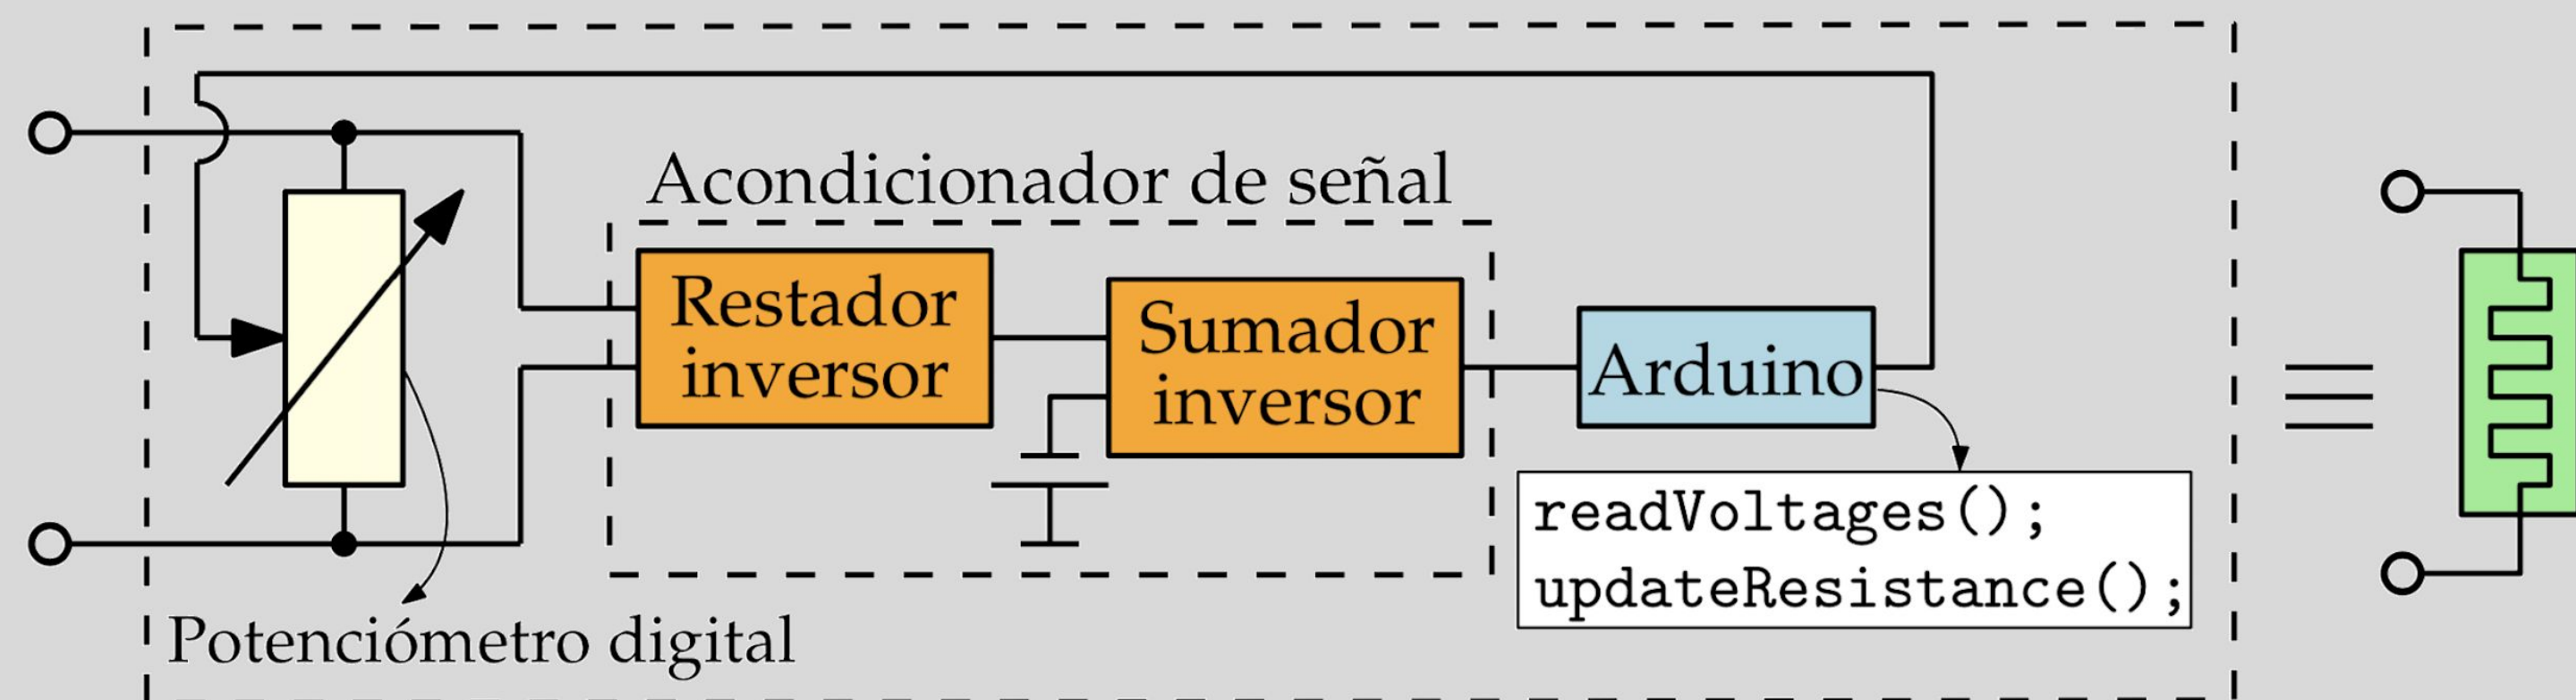 Acondicionador de señal
Restador
inversor
Sumador
inversor
Arduino
readVoltages();
updateResistance();
Potenciómetro digital